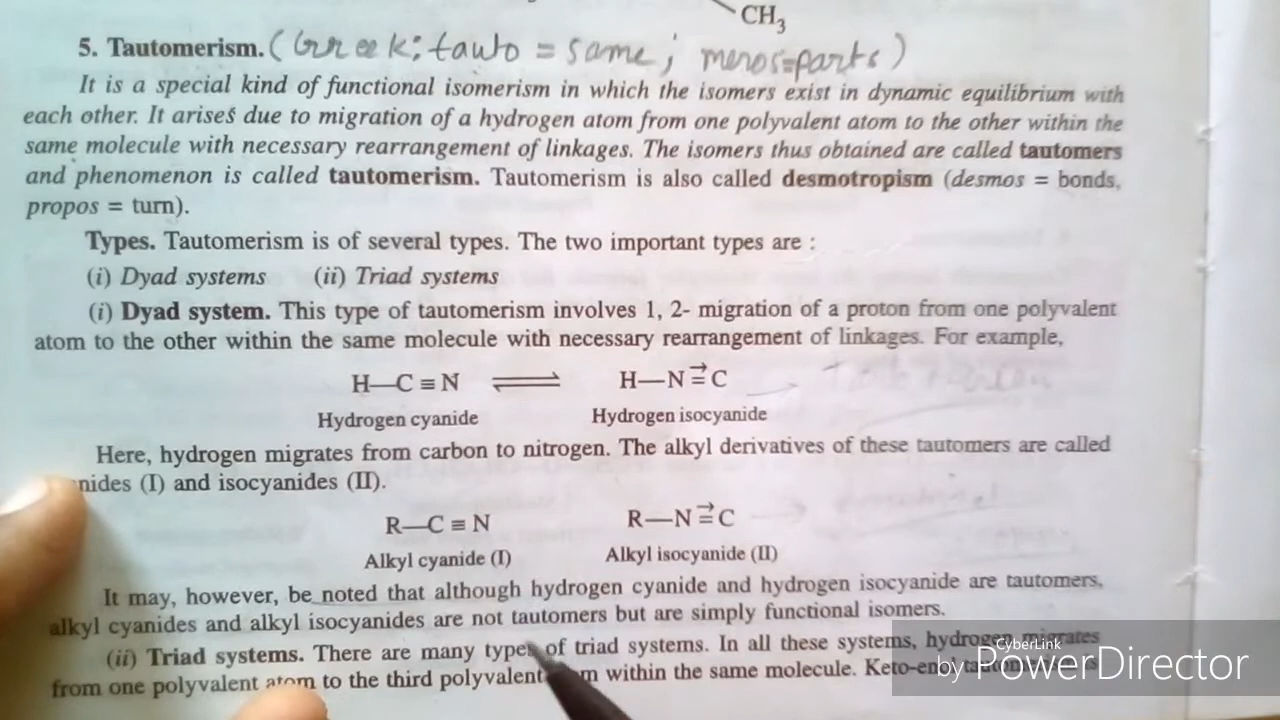 CH3
5. Tautomerism. (Greek: tauto = same; meros=parts)
It is a special kind of functional isomerism in which the isomers exist in dynamic equilibrium with
each other. It arises due to migration of a hydrogen atom from one polyvalent atom to the other within the
same molecule with necessary rearrangement of linkages. The isomers thus obtained are called tautomers
and phenomenon is called tautomerism. Tautomerism is also called desmotropism (desmos = bonds,
propos = turn).
Types. Tautomerism is of several types. The two important types are :
(i) Dyad systems (ii) Triad systems
(i) Dyad system. This type of tautomerism involves 1, 2- migration of a proton from one polyvalent
atom to the other within the same molecule with necessary rearrangement of linkages. For example,
H—C≡N ⇌ H—N⩲C
Hydrogen cyanide Hydrogen isocyanide
Here, hydrogen migrates from carbon to nitrogen. The alkyl derivatives of these tautomers are called
nides (I) and isocyanides (II).
R—C≡N R—N⩲C
Alkyl cyanide (I) Alkyl isocyanide (II)
It may, however, be noted that although hydrogen cyanide and hydrogen isocyanide are tautomers,
alkyl cyanides and alkyl isocyanides are not tautomers but are simply functional isomers.
(ii) Triad systems. There are many types of triad systems. In all these systems, hydrogen migrates
from one polyvalent atom to the third polyvalent m within the same molecule.
CyberLink
by PowerDirector